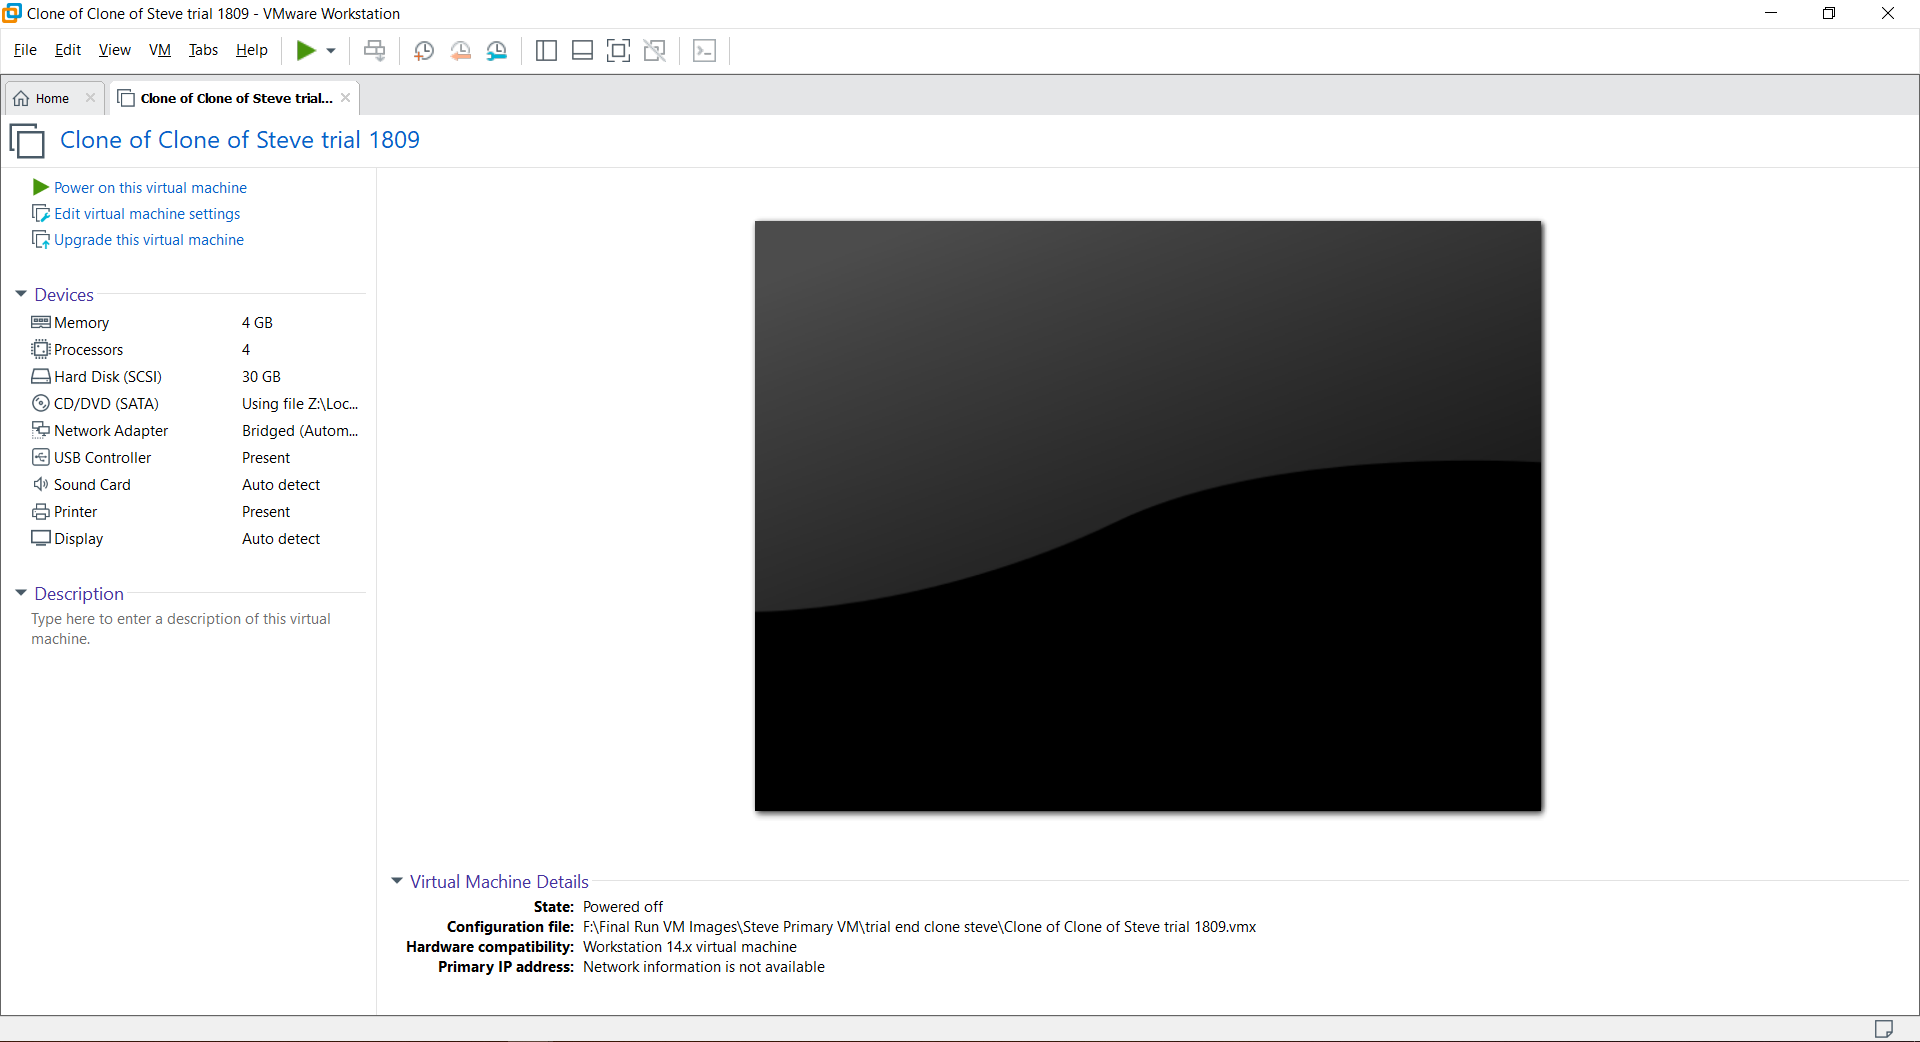 Clone of Clone of Steve trial 1809 - VMware Workstation
File Edit View VM Tabs Help
Home Clone of Clone of Steve trial...
Clone of Clone of Steve trial 1809
Power on this virtual machine
Edit virtual machine settings
Upgrade this virtual machine
Devices
Memory 4 GB
Processors 4
Hard Disk (SCSI) 30 GB
CD/DVD (SATA) Using file Z:\Loc...
Network Adapter Bridged (Autom...
USB Controller Present
Sound Card Auto detect
Printer Present
Display Auto detect
Description
Type here to enter a description of this virtual
machine.
Virtual Machine Details
State: Powered off
Configuration file: F:\Final Run VM Images\Steve Primary VM\trial end clone steve\Clone of Clone of Steve trial 1809.vmx
Hardware compatibility: Workstation 14.x virtual machine
Primary IP address: Network information is not available